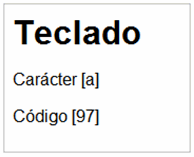 Teclado
Carácter [a]
Código [97]